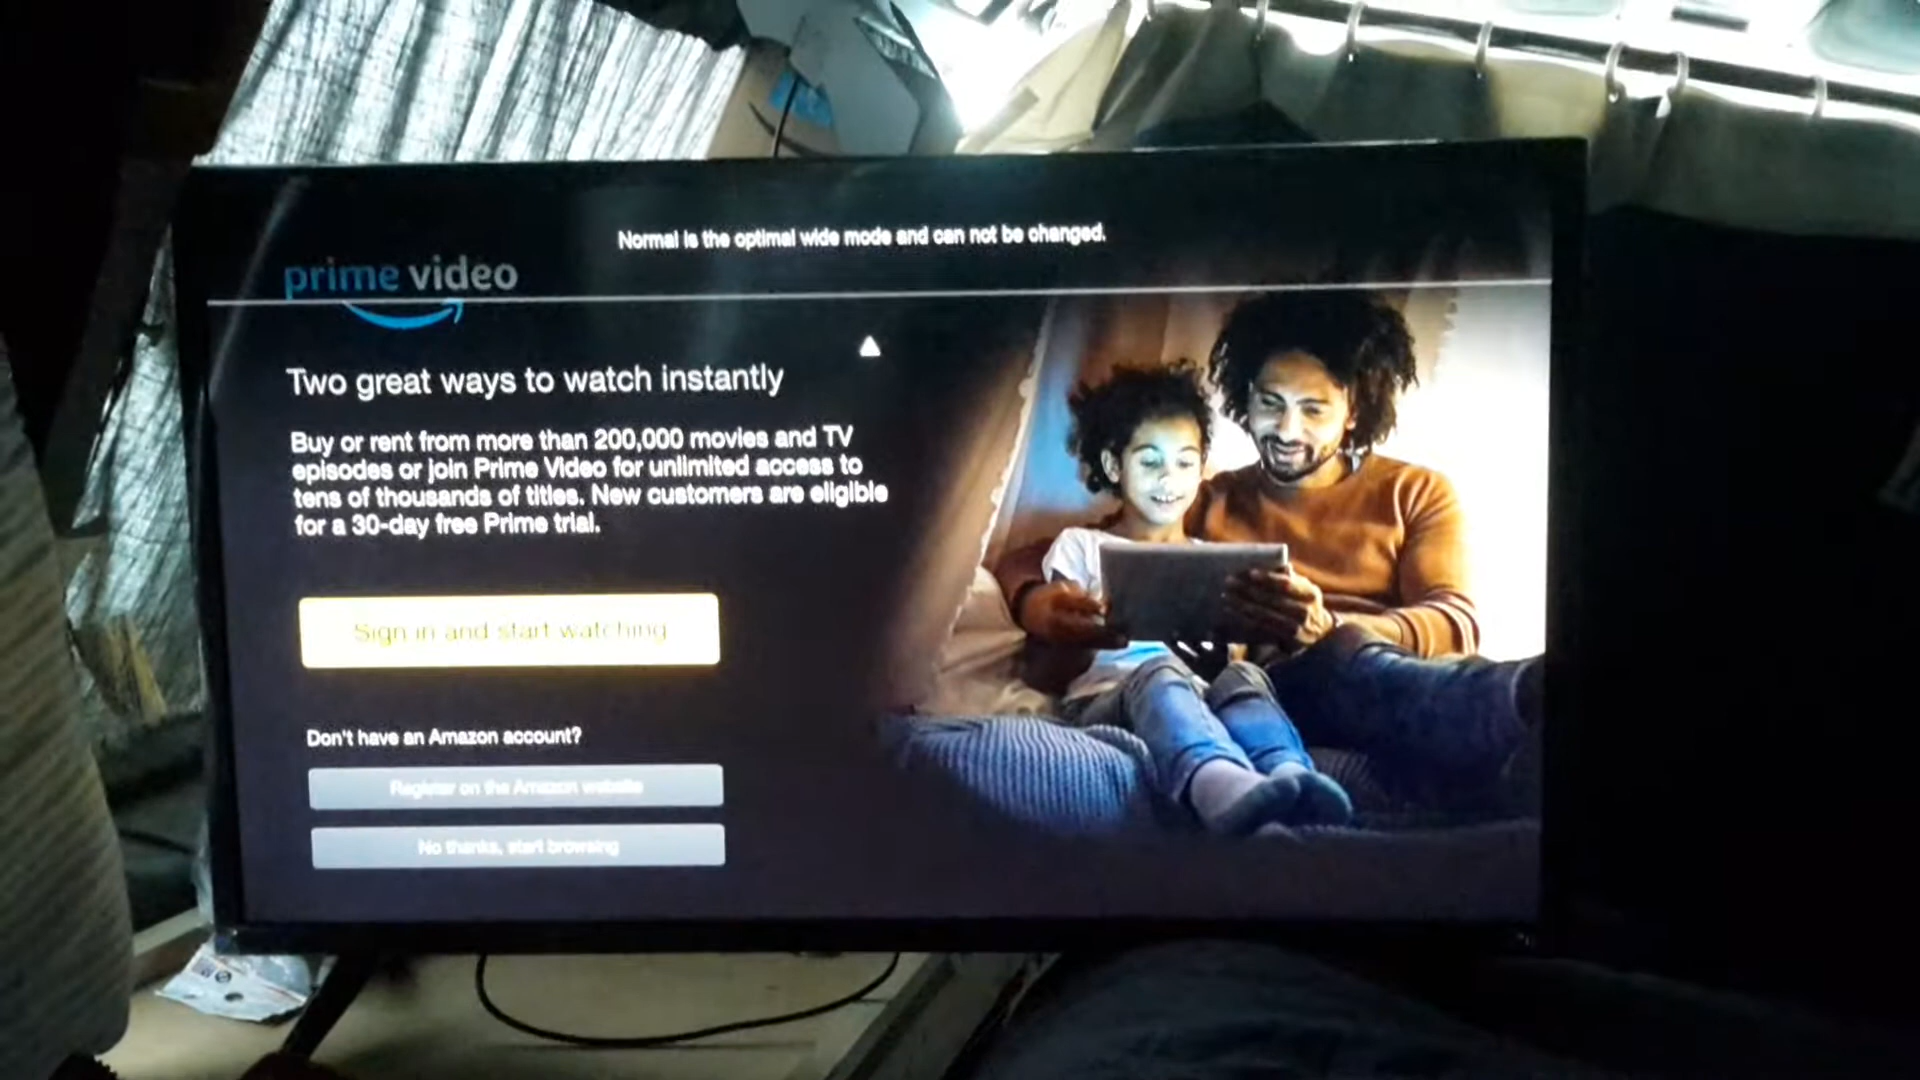 Normal is the optimal wide mode and can not be changed.
prime video
Two great ways to watch instantly
Buy or rent from more than 200,000 movies and TV
episodes or join Prime Video for unlimited access to
tens of thousands of titles. New customers are eligible
for a 30-day free Prime trial.
Sign in and start watching
Don't have an Amazon account?
Register on the Amazon website
No thanks, start browsing